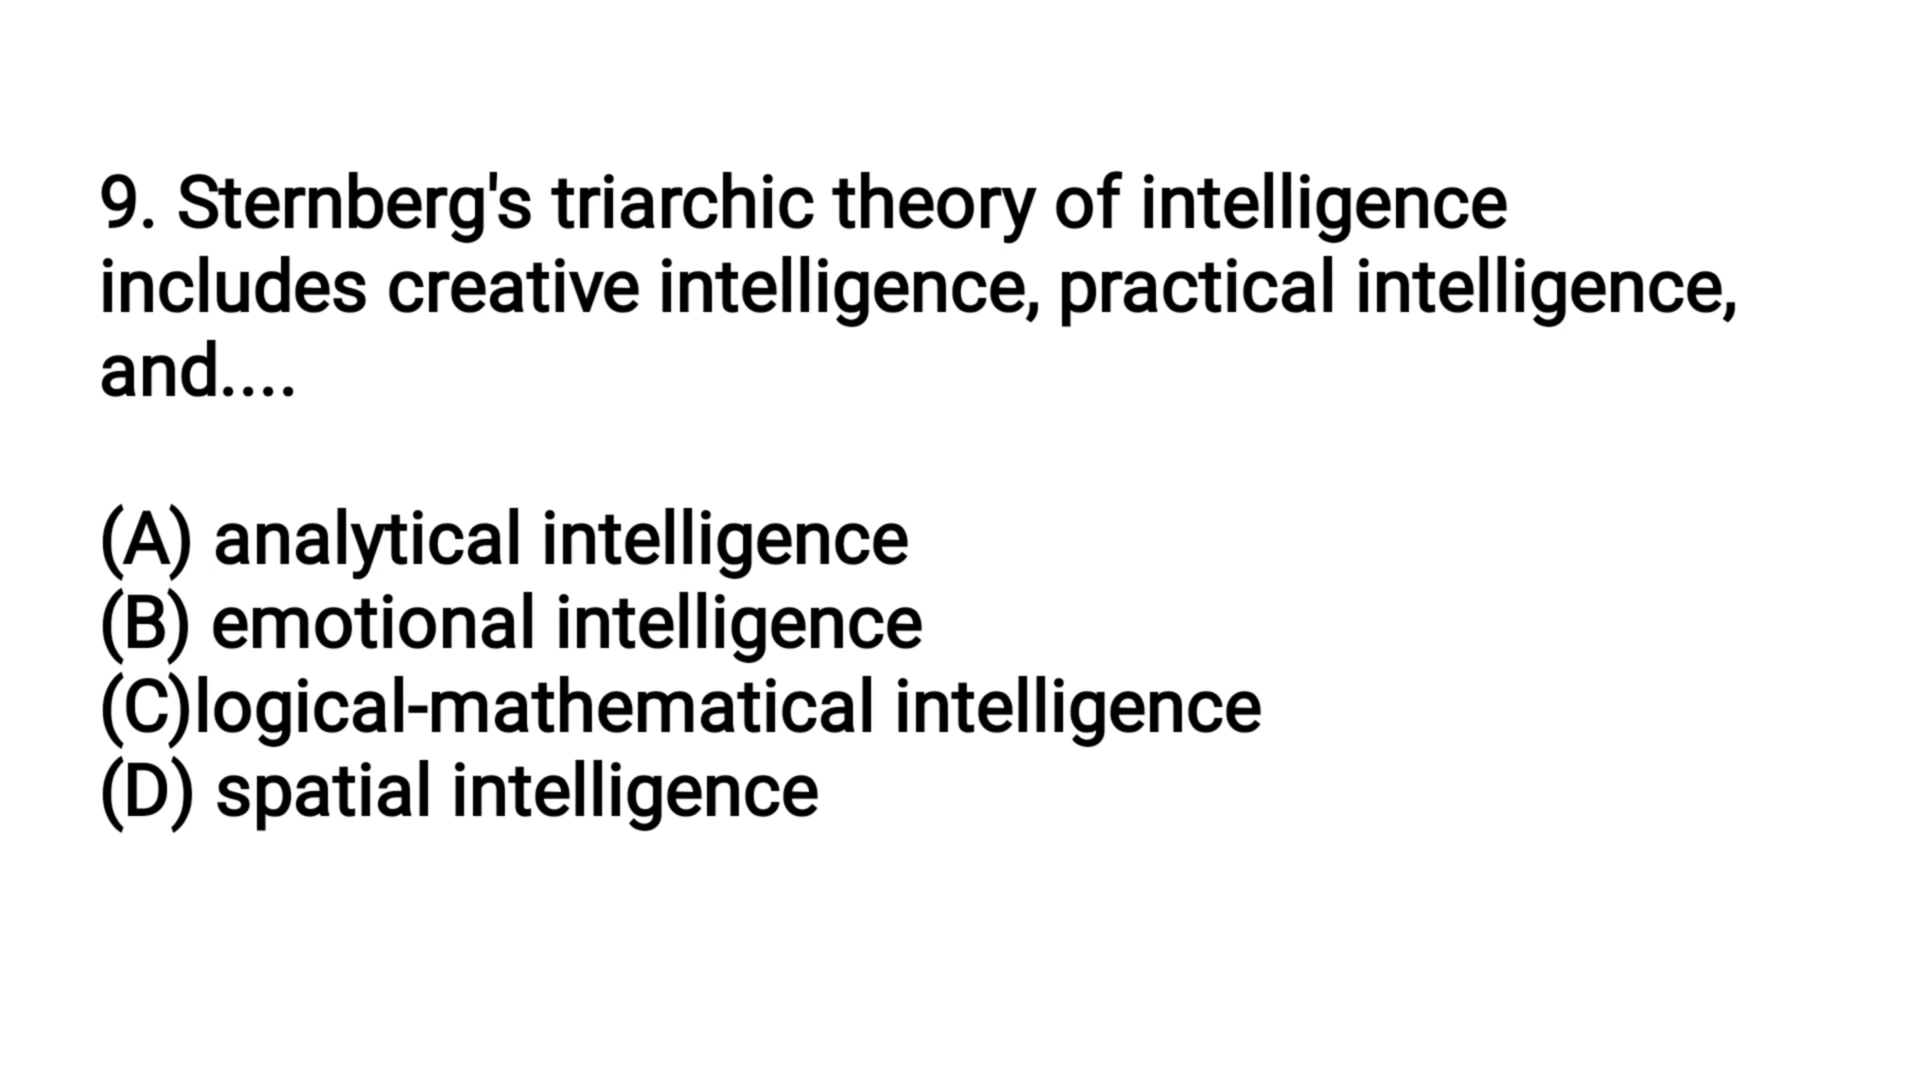 9. Sternberg's triarchic theory of intelligence
includes creative intelligence, practical intelligence,
and....
(A) analytical intelligence
(B) emotional intelligence
(C)logical-mathematical intelligence
(D) spatial intelligence